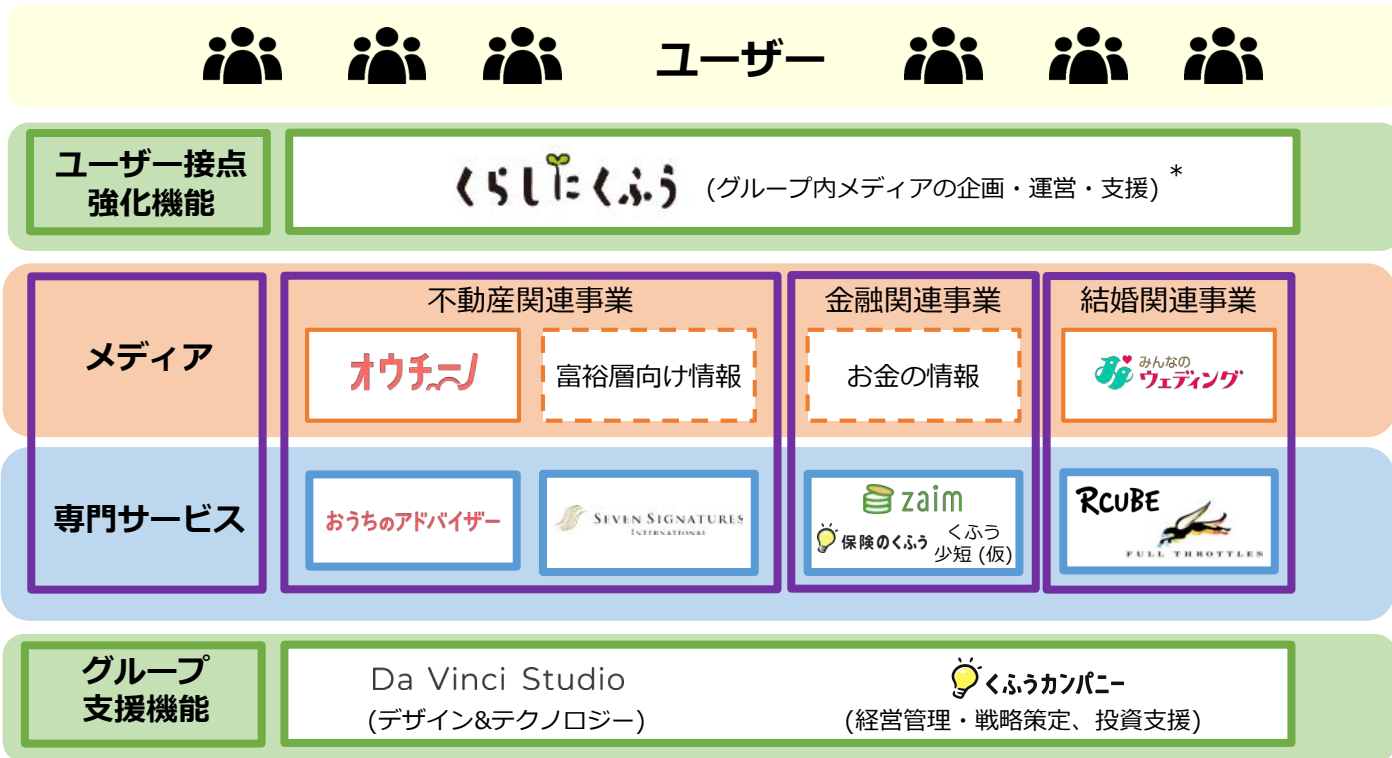 ユーザー
ユーザー接点
強化機能
くらしにくふう (グループ内メディアの企画・運営・支援) *
不動産関連事業
金融関連事業
結婚関連事業
メディア
オウチーノ
富裕層向け情報
お金の情報
みんなの
ウェディング
専門サービス
おうちのアドバイザー
SEVEN SIGNATURES
INTERNATIONAL
zaim
保険のくふう
くふう
少短 (仮)
RCUBE
FULL THROTTLES
グループ
支援機能
Da Vinci Studio
(デザイン&テクノロジー)
くふうカンパニー
(経営管理・戦略策定、投資支援)